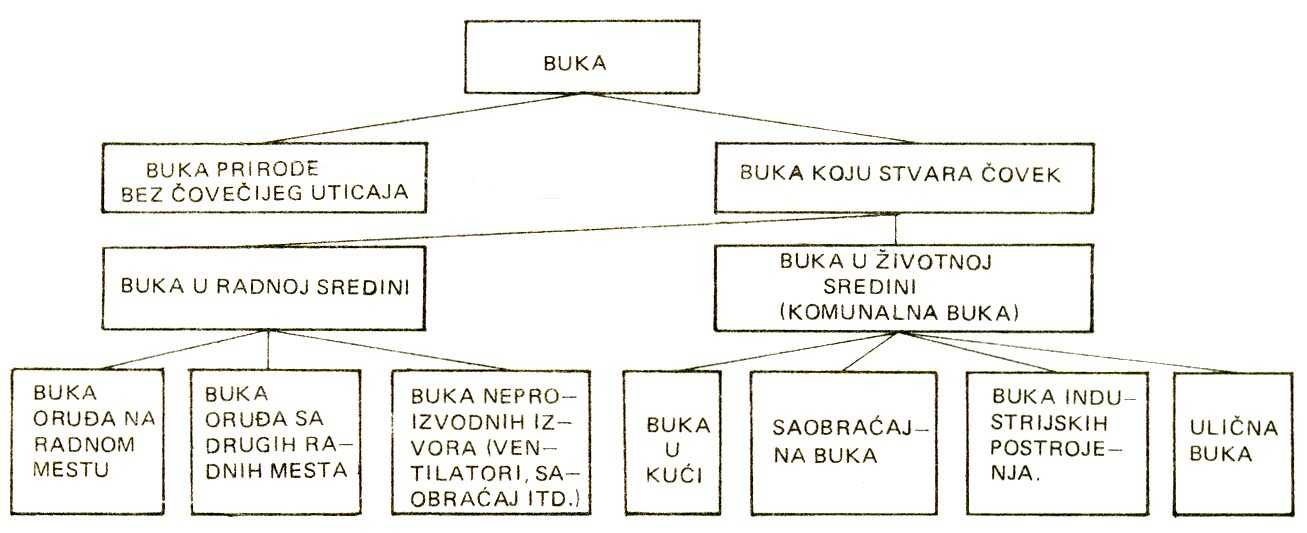 BUKA
BUKA PRIRODE
BEZ ČOVEČIJEG UTICAJA
BUKA KOJU STVARA ČOVEK
BUKA U RADNOJ SREDINI
BUKA U ŽIVOTNOJ
SREDINI
(KOMUNALNA BUKA)
BUKA
ORUĐA NA
RADNOM
MESTU
BUKA
ORUĐA SA
DRUGIH RA–
DNIH MESTA
BUKA NEPRO–
IZVODNIH IZ–
VORA (VEN–
TILATORI, SA–
OBRAĆAJ ITD.)
BUKA
U
KUĆI
SAOBRAĆAJ–
NA BUKA
BUKA INDU–
STRIJSKIH
POSTROJE–
NJA.
ULIČNA
BUKA